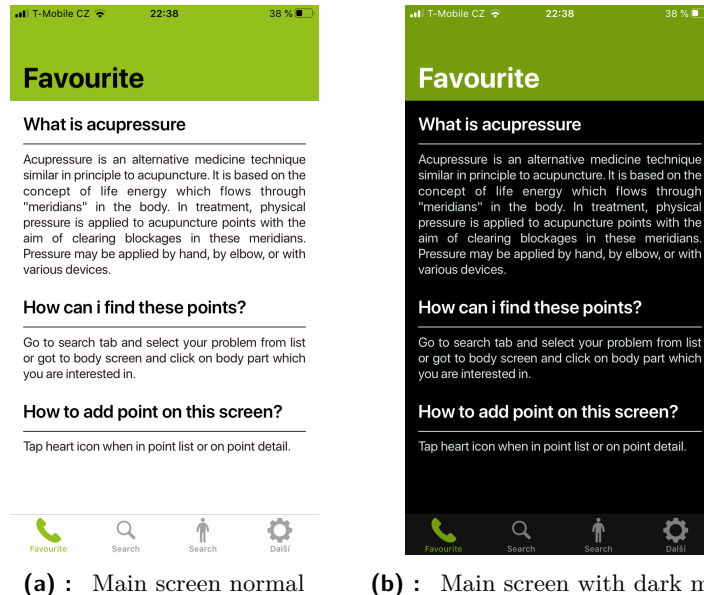 T-Mobile CZ 22:38 38 %
Favourite
What is acupressure
Acupressure is an alternative medicine technique
similar in principle to acupuncture. It is based on the
concept of life energy which flows through
"meridians" in the body. In treatment, physical
pressure is applied to acupuncture points with the
aim of clearing blockages in these meridians.
Pressure may be applied by hand, by elbow, or with
various devices.
How can i find these points?
Go to search tab and select your problem from list
or got to body screen and click on body part which
you are interested in.
How to add point on this screen?
Tap heart icon when in point list or on point detail.
Favourite Search Search Další
(a) : Main screen normal
T-Mobile CZ 22:38 38 %
Favourite
What is acupressure
Acupressure is an alternative medicine technique
similar in principle to acupuncture. It is based on the
concept of life energy which flows through
"meridians" in the body. In treatment, physical
pressure is applied to acupuncture points with the
aim of clearing blockages in these meridians.
Pressure may be applied by hand, by elbow, or with
various devices.
How can i find these points?
Go to search tab and select your problem from list
or got to body screen and click on body part which
you are interested in.
How to add point on this screen?
Tap heart icon when in point list or on point detail.
Favourite Search Search Další
(b) : Main screen with dark